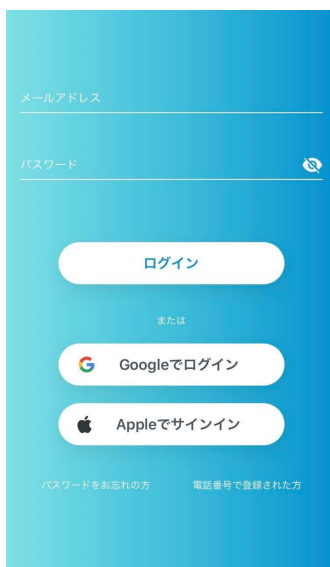 メールアドレス
パスワード
ログイン
または
Googleでログイン
Appleでサインイン
パスワードをお忘れの方 電話番号で登録された方